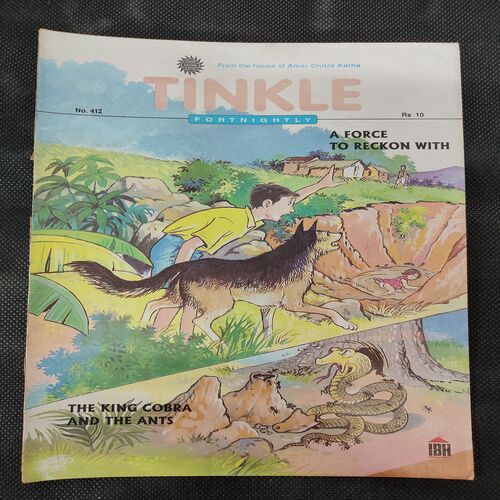 From the house of Amar Chitra Katha
TINKLE
No. 412
FORTNIGHTLY
Rs 10
A FORCE
TO RECKON WITH
THE KING COBRA
AND THE ANTS
IBH